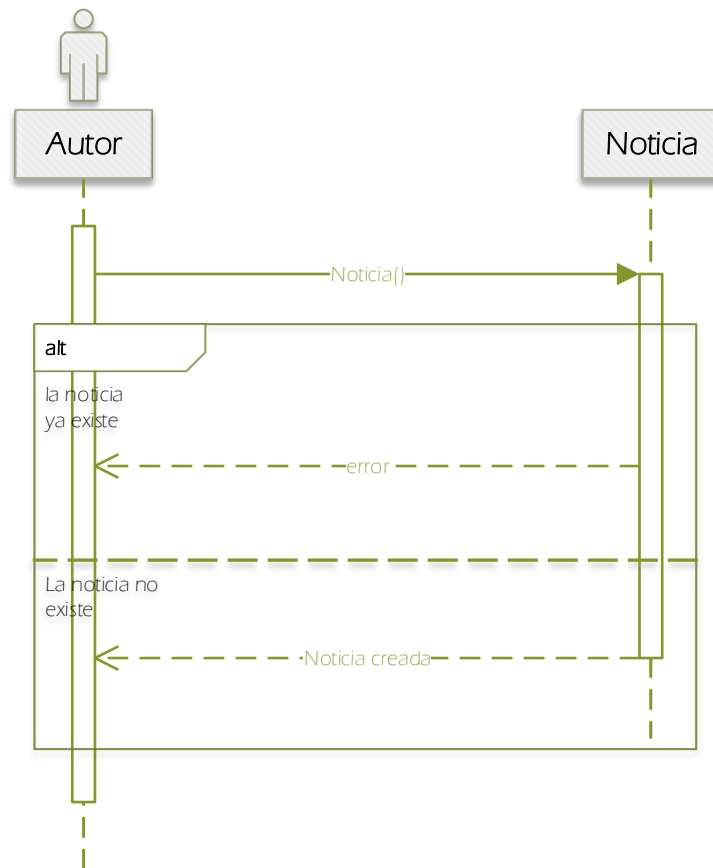 Autor
Noticia
Noticia()
alt
la noticia
ya existe
error
La noticia no
existe
Noticia creada